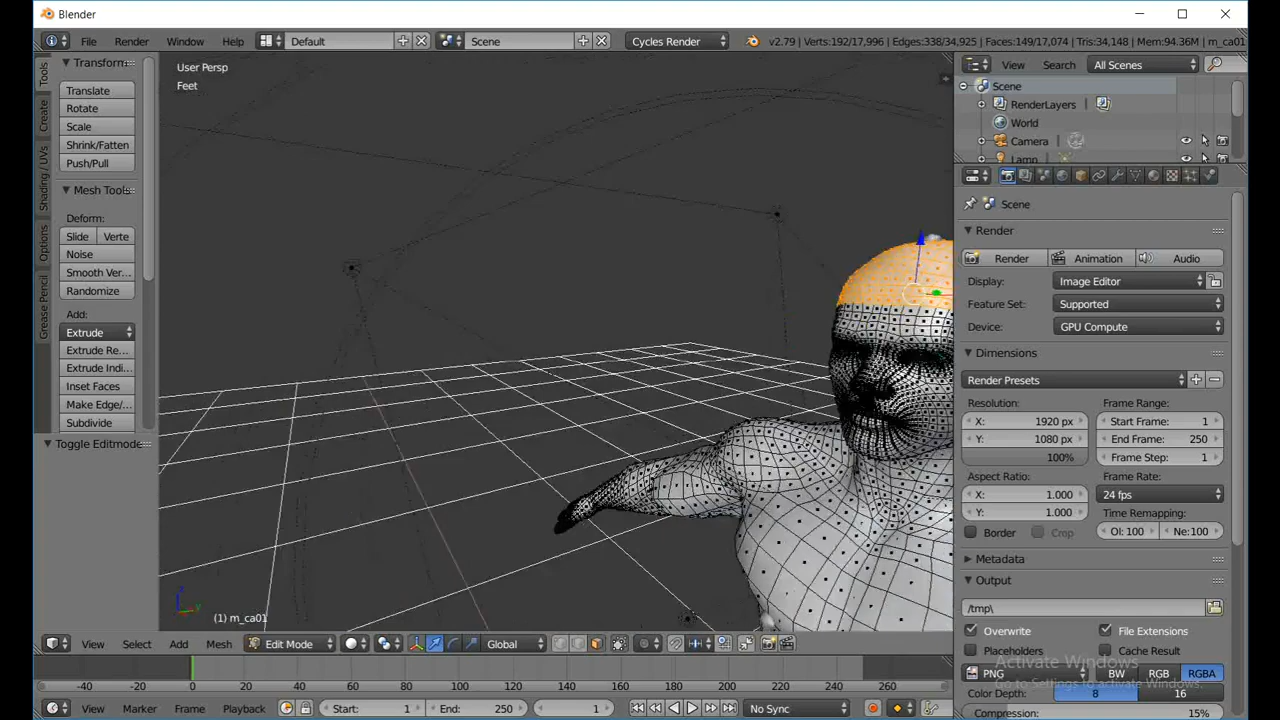 Blender
File Render Window Help Default Scene Cycles Render v2.79 | Verts:192/17,996 | Edges:338/34,925 | Faces:149/17,074 | Tris:34,148 | Mem:94.36M | m_ca01
Tools
Create
Shading / UVs
Options
Grease Pencil
Transform
Translate
Rotate
Scale
Shrink/Fatten
Push/Pull
Mesh Tools
Deform:
Slide Verte
Noise
Smooth Ver...
Randomize
Add:
Extrude
Extrude Re...
Extrude Indi...
Inset Faces
Make Edge/...
Subdivide
Toggle Editmode
User Persp
Feet
(1) m_ca01
View Search All Scenes
Scene
RenderLayers
World
Camera
Lamp
Scene
Render
Render Animation Audio
Display: Image Editor
Feature Set: Supported
Device: GPU Compute
Dimensions
Render Presets
Resolution: Frame Range:
X: 1920 px Start Frame: 1
Y: 1080 px End Frame: 250
100% Frame Step: 1
Aspect Ratio: Frame Rate:
X: 1.000 24 fps
Y: 1.000 Time Remapping:
Border Crop Ol: 100 Ne:100
Metadata
Output
/tmp\
Overwrite File Extensions
Placeholders Cache Result
Activate Windows
Go to Settings to activate Windows.
PNG BW RGB RGBA
Color Depth: 8 16
Compression: 15%
View Select Add Mesh Edit Mode Global
-40 -20 0 20 40 60 80 100 120 140 160 180 200 220 240 260
View Marker Frame Playback Start: 1 End: 250 1 No Sync